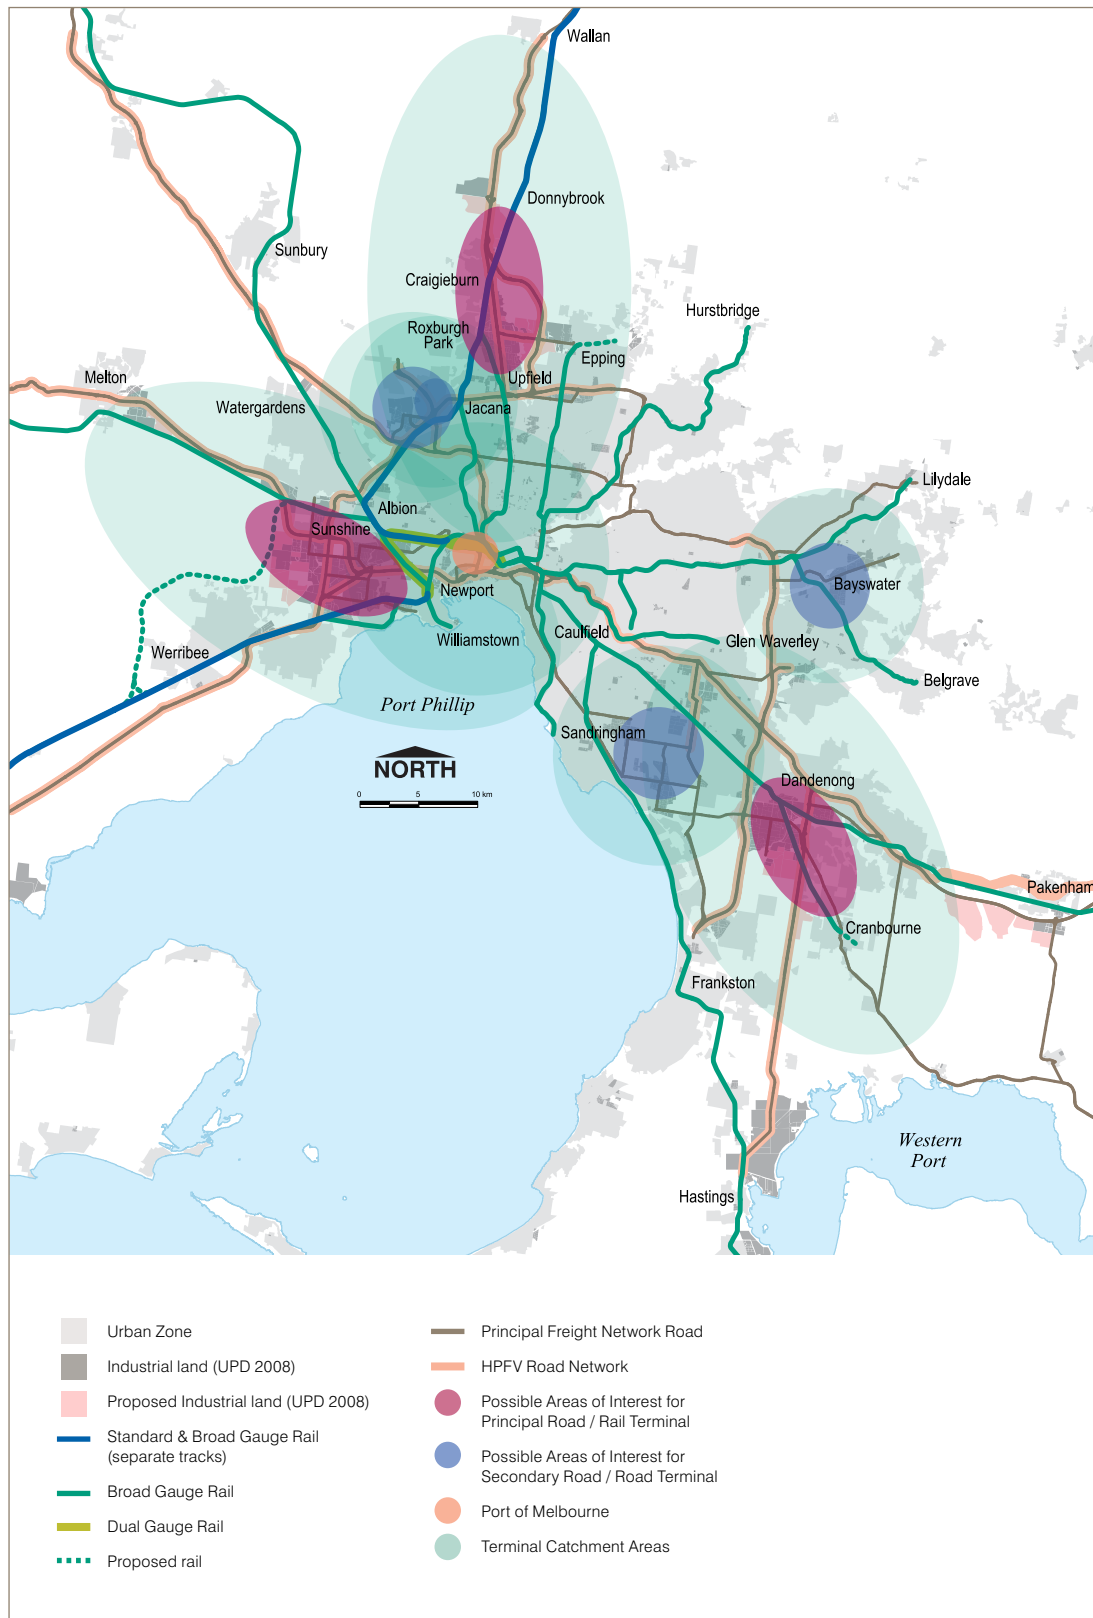 Wallan
Donnybrook
Sunbury
Craigieburn
Hurstbridge
Roxburgh
Park
Epping
Melton
Upfield
Watergardens
Jacana
Lilydale
Albion
Sunshine
Bayswater
Newport
Caulfield
Williamstown
Glen Waverley
Werribee
Belgrave
Port Phillip
Sandringham
NORTH
0 5 10 km
Dandenong
Pakenham
Cranbourne
Frankston
Western
Port
Hastings
Urban Zone
Industrial land (UPD 2008)
Proposed Industrial land (UPD 2008)
Standard & Broad Gauge Rail
(separate tracks)
Broad Gauge Rail
Dual Gauge Rail
Proposed rail
Principal Freight Network Road
HPFV Road Network
Possible Areas of Interest for
Principal Road / Rail Terminal
Possible Areas of Interest for
Secondary Road / Road Terminal
Port of Melbourne
Terminal Catchment Areas